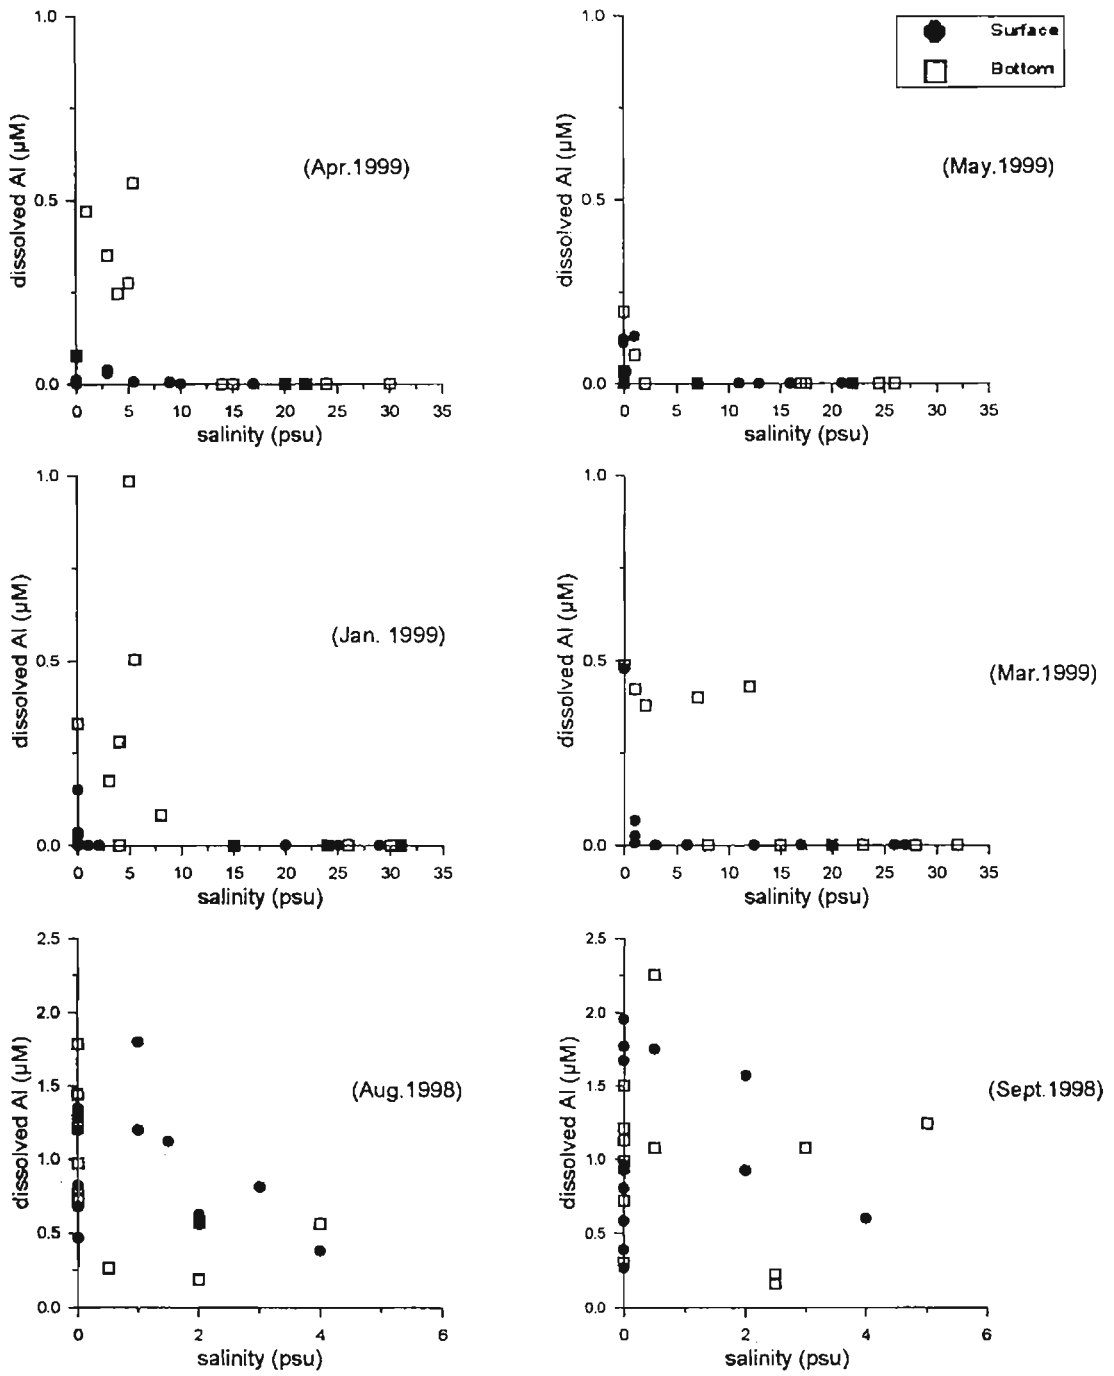 1.0
0.5
0.0
dissolved Al (µM)
(Apr.1999)
0 5 10 15 20 25 30 35
salinity (psu)
1.0
0.5
0.0
dissolved Al (µM)
Surface
Bottom
(May.1999)
0 5 10 15 20 25 30 35
salinity (psu)
1.0
0.5
0.0
dissolved Al (µM)
(Jan. 1999)
0 5 10 15 20 25 30 35
salinity (psu)
1.0
0.5
0.0
dissolved Al (µM)
(Mar.1999)
0 5 10 15 20 25 30 35
salinity (psu)
2.5
2.0
1.5
1.0
0.5
0.0
dissolved Al (µM)
(Aug.1998)
0 2 4 6
salinity (psu)
2.5
2.0
1.5
1.0
0.5
0.0
dissolved Al (µM)
(Sept.1998)
0 2 4 6
salinity (psu)